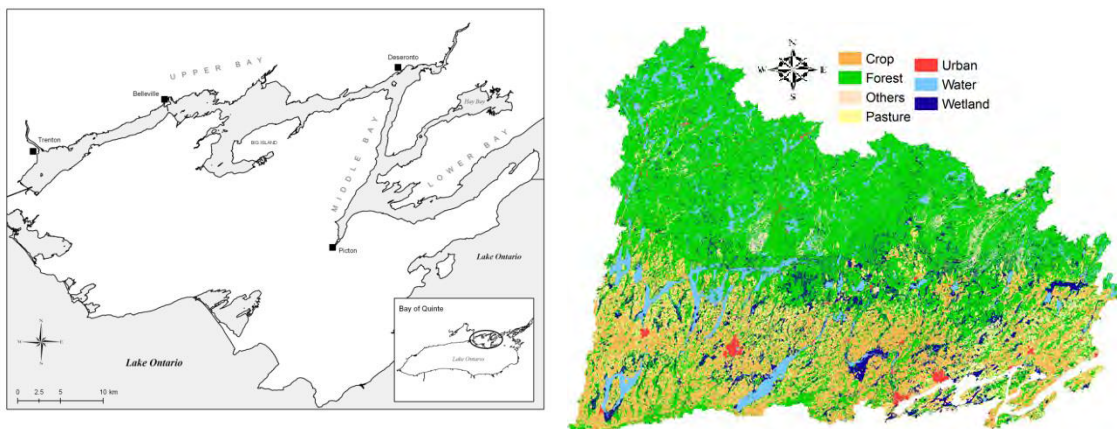 UPPER BAY
Deseronto
Belleville
Hay Bay
Trenton
BIG ISLAND
MIDDLE BAY
LOWER BAY
Picton
Lake Ontario
Bay of Quinte
Lake Ontario
Lake Ontario
N
W E
S
0 2.5 5 10 km
N
W E
S
Crop
Forest
Others
Pasture
Urban
Water
Wetland